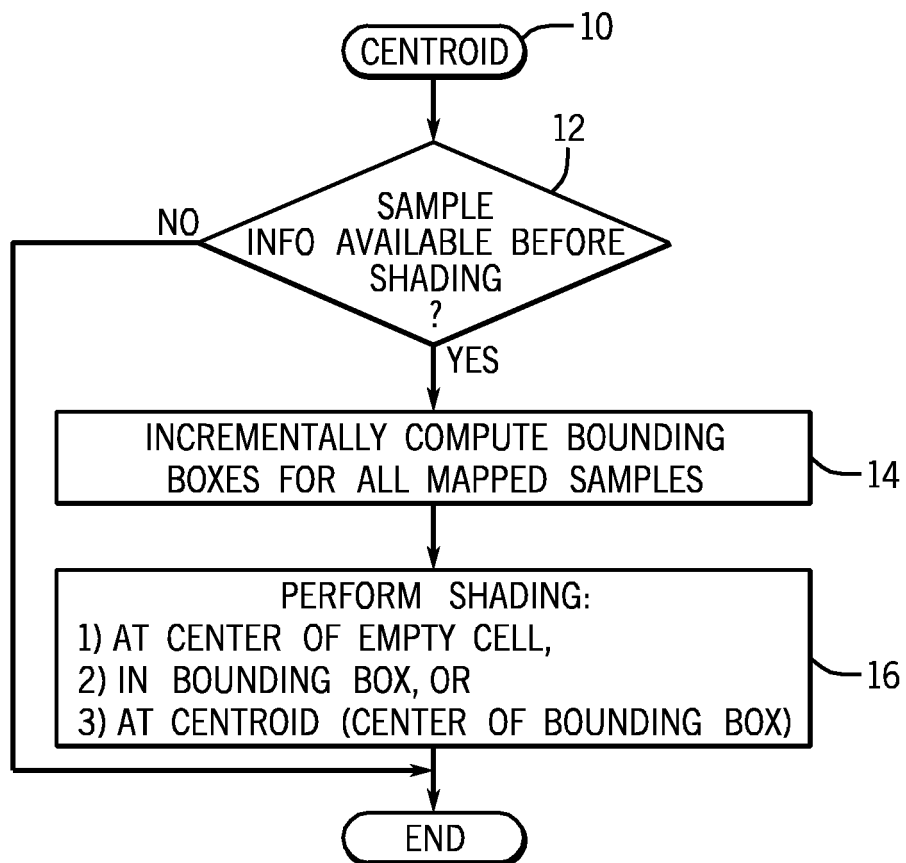 CENTROID
10
12
SAMPLE
INFO AVAILABLE BEFORE
SHADING
?
NO
YES
INCREMENTALLY COMPUTE BOUNDING
BOXES FOR ALL MAPPED SAMPLES
14
PERFORM SHADING:
1) AT CENTER OF EMPTY CELL,
2) IN BOUNDING BOX, OR
3) AT CENTROID (CENTER OF BOUNDING BOX)
16
END